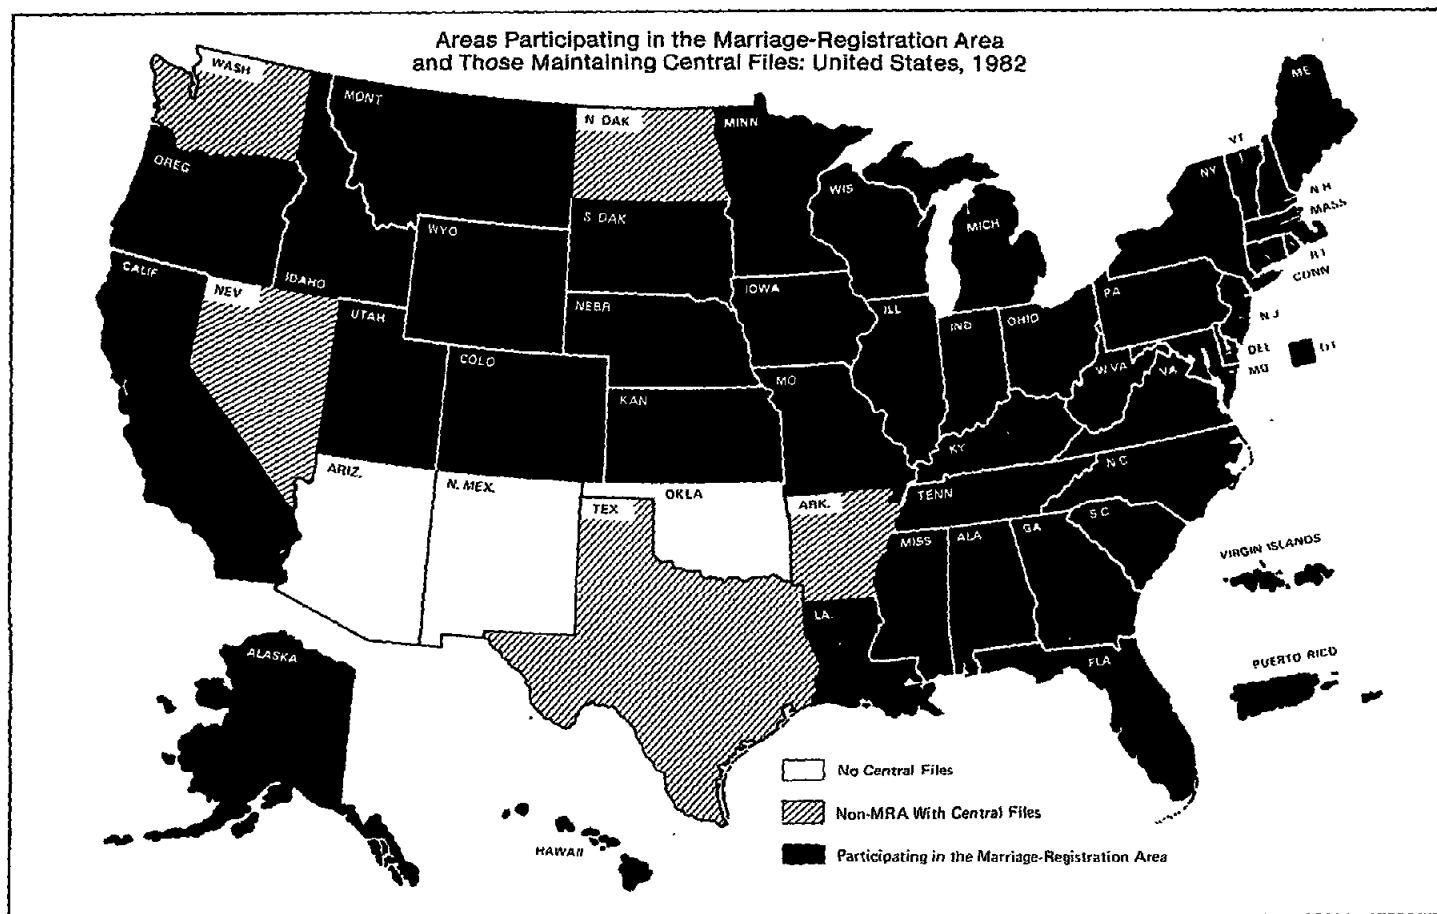 Areas Participating in the Marriage-Registration Area
and Those Maintaining Central Files: United States, 1982
WASH
MONT
N. DAK
MINN
ME
VT
OREG
NY
WIS
N H
MASS
S. DAK
MICH
WYO
R I
CONN
CALIF
IDAHO
NEV
IOWA
PA
NEBR
UTAH
ILL
IND
OHIO
N J
DEL
COLO
W VA
VA
MD
MO
KAN
KY
N C
ARIZ.
N. MEX.
OKLA
TENN
TEX
ARK.
S C
MISS
ALA
GA
VIRGIN ISLANDS
LA.
ALASKA
FLA
PUERTO RICO
No Central Files
Non-MRA With Central Files
HAWAII
Participating in the Marriage-Registration Area